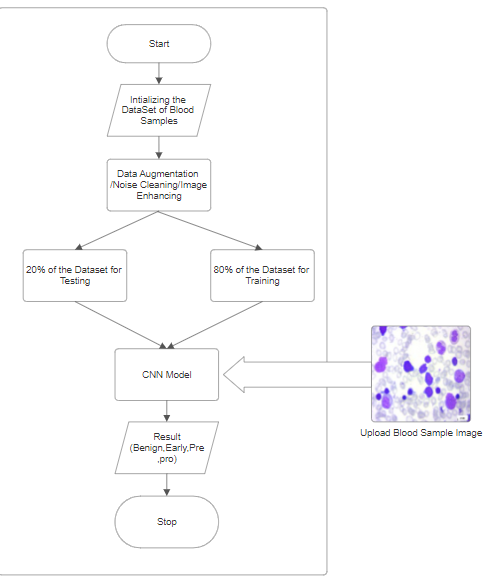 Start
Intializing the
DataSet of Blood
Samples
Data Augmentation
/Noise Cleaning/Image
Enhancing
20% of the Dataset for
Testing
80% of the Dataset for
Training
CNN Model
Upload Blood Sample Image
Result
(Benign,Early,Pre
,pro)
Stop